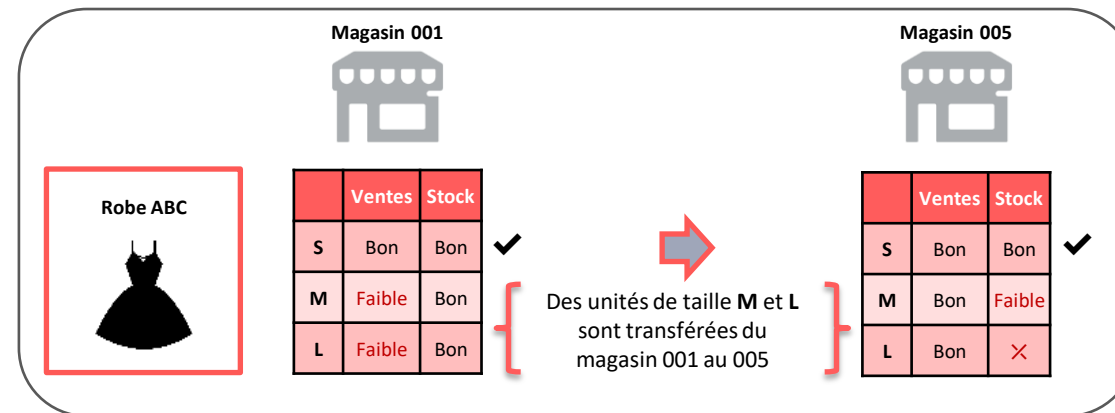 Magasin 001
Magasin 005
Robe ABC
Ventes Stock
S Bon Bon ✔
M Faible Bon
L Faible Bon
Des unités de taille M et L
sont transférées du
magasin 001 au 005
Ventes Stock
S Bon Bon ✔
M Bon Faible
L Bon ×